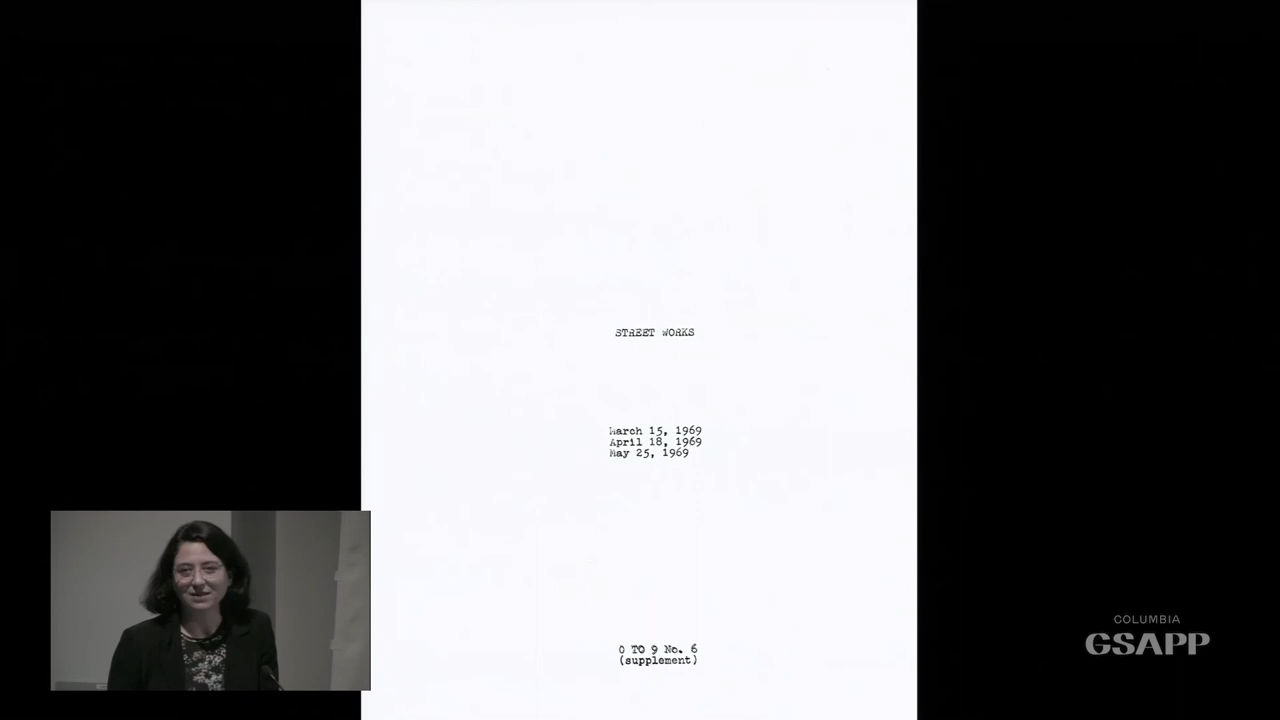 STREET WORKS
March 15, 1969
April 18, 1969
May 25, 1969
0 TO 9 No. 6
(supplement)
COLUMBIA
GSAPP